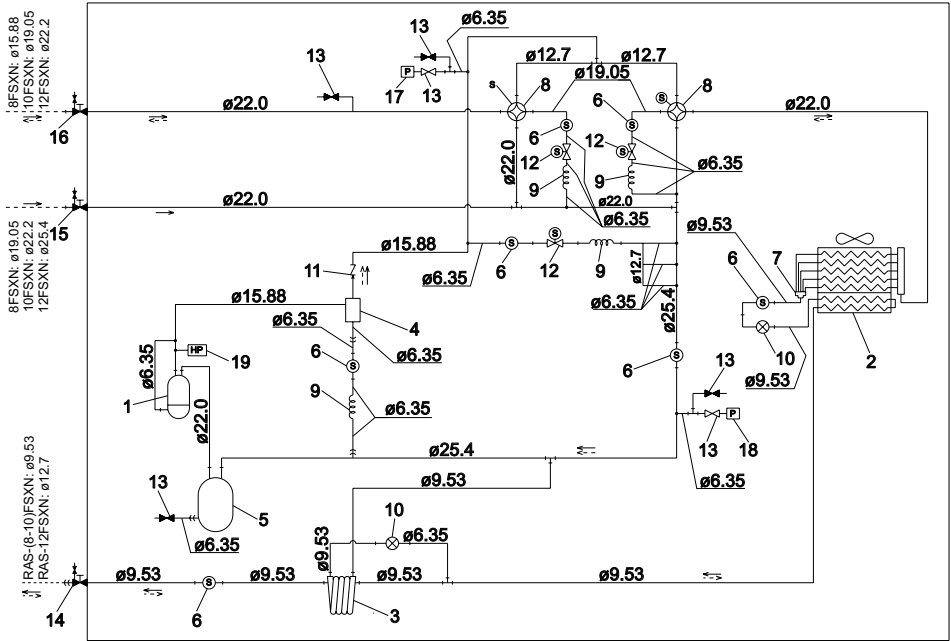 8FSXN: ø15.88
10FSXN: ø19.05
12FSXN: ø22.2
ø6.35
13
P
17
13
13
ø12.7
ø12.7
ø19.05
S
8
S
8
ø22.0
16
6
S
6
S
ø22.0
12
S
12
S
9
9
ø22.0
ø6.35
ø22.0
15
ø22.0
ø6.35
8FSXN: ø19.05
10FSXN: ø22.2
12FSXN: ø25.4
ø15.88
11
ø6.35
S
6
S
12
9
ø12.7
ø6.35
ø25.4
ø9.53
7
6
S
10
ø9.53
2
ø15.88
4
ø6.35
ø6.35
6
S
HP
19
ø6.35
1
ø22.0
9
ø6.35
S
6
13
P
13
18
ø6.35
ø25.4
ø9.53
13
5
ø6.35
10
ø9.53
ø6.35
RAS-(8-10)FSXN: ø9.53
RAS-12FSXN: ø12.7
14
ø9.53
S
6
ø9.53
3
ø9.53
ø9.53